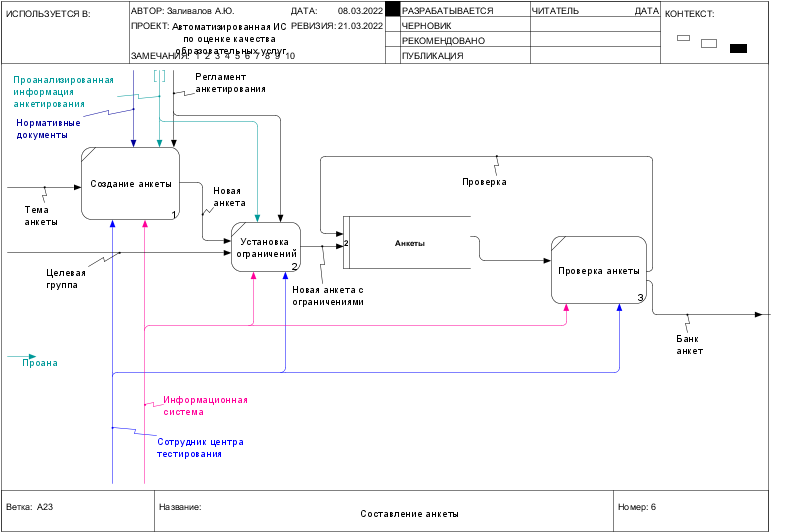 ИСПОЛЬЗУЕТСЯ В:
АВТОР: Заливалов А.Ю.
ДАТА: 08.03.2022
РАЗРАБАТЫВАЕТСЯ
ЧИТАТЕЛЬ
ДАТА
КОНТЕКСТ:
ПРОЕКТ: Автоматизированная ИС
по оценке качества
образовательных услуг
РЕВИЗИЯ: 21.03.2022
ЧЕРНОВИК
РЕКОМЕНДОВАНО
ЗАМЕЧАНИЯ: 1 2 3 4 5 6 7 8 9 10
ПУБЛИКАЦИЯ
Проанализированная
информация
анкетирования
Регламент
анкетирования
Нормативные
документы
Создание анкеты
1
Тема
анкеты
Новая
анкета
Проверка
Установка
ограничений
2
2
Анкеты
Проверка анкеты
3
Целевая
группа
Новая анкета с
ограничениями
Банк
анкет
Проана
Информационная
система
Сотрудник центра
тестирования
Ветка: А23
Название:
Составление анкеты
Номер: 6